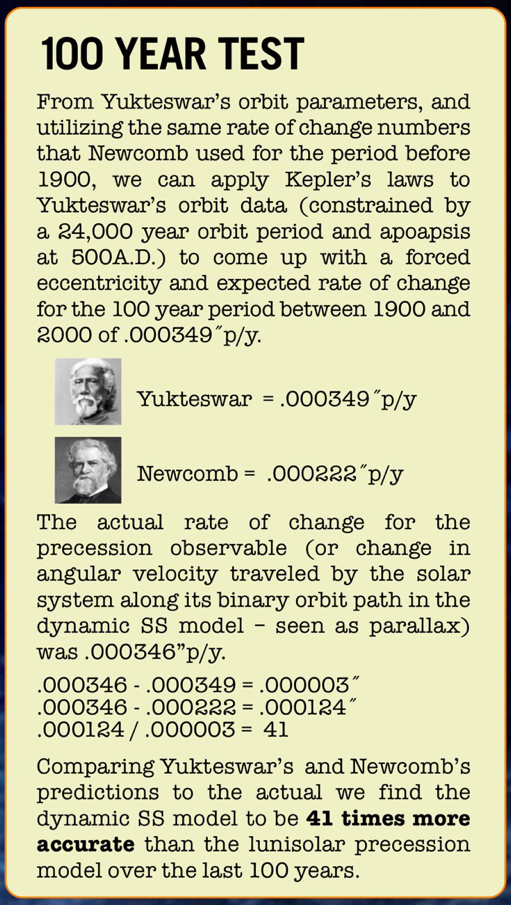 100 YEAR TEST
From Yukteswar's orbit parameters, and
utilizing the same rate of change numbers
that Newcomb used for the period before
1900, we can apply Kepler's laws to
Yukteswar's orbit data (constrained by
a 24,000 year orbit period and apoapsis
at 500A.D.) to come up with a forced
eccentricity and expected rate of change
for the 100 year period between 1900 and
2000 of .000349˝p/y.
Yukteswar = .000349˝p/y
Newcomb = .000222˝p/y
The actual rate of change for the
precession observable (or change in
angular velocity traveled by the solar
system along its binary orbit path in the
dynamic SS model – seen as parallax)
was .000346”p/y.
.000346 - .000349 = .000003˝
.000346 - .000222 = .000124˝
.000124 / .000003 = 41
Comparing Yukteswar's and Newcomb's
predictions to the actual we find the
dynamic SS model to be 41 times more
accurate than the lunisolar precession
model over the last 100 years.